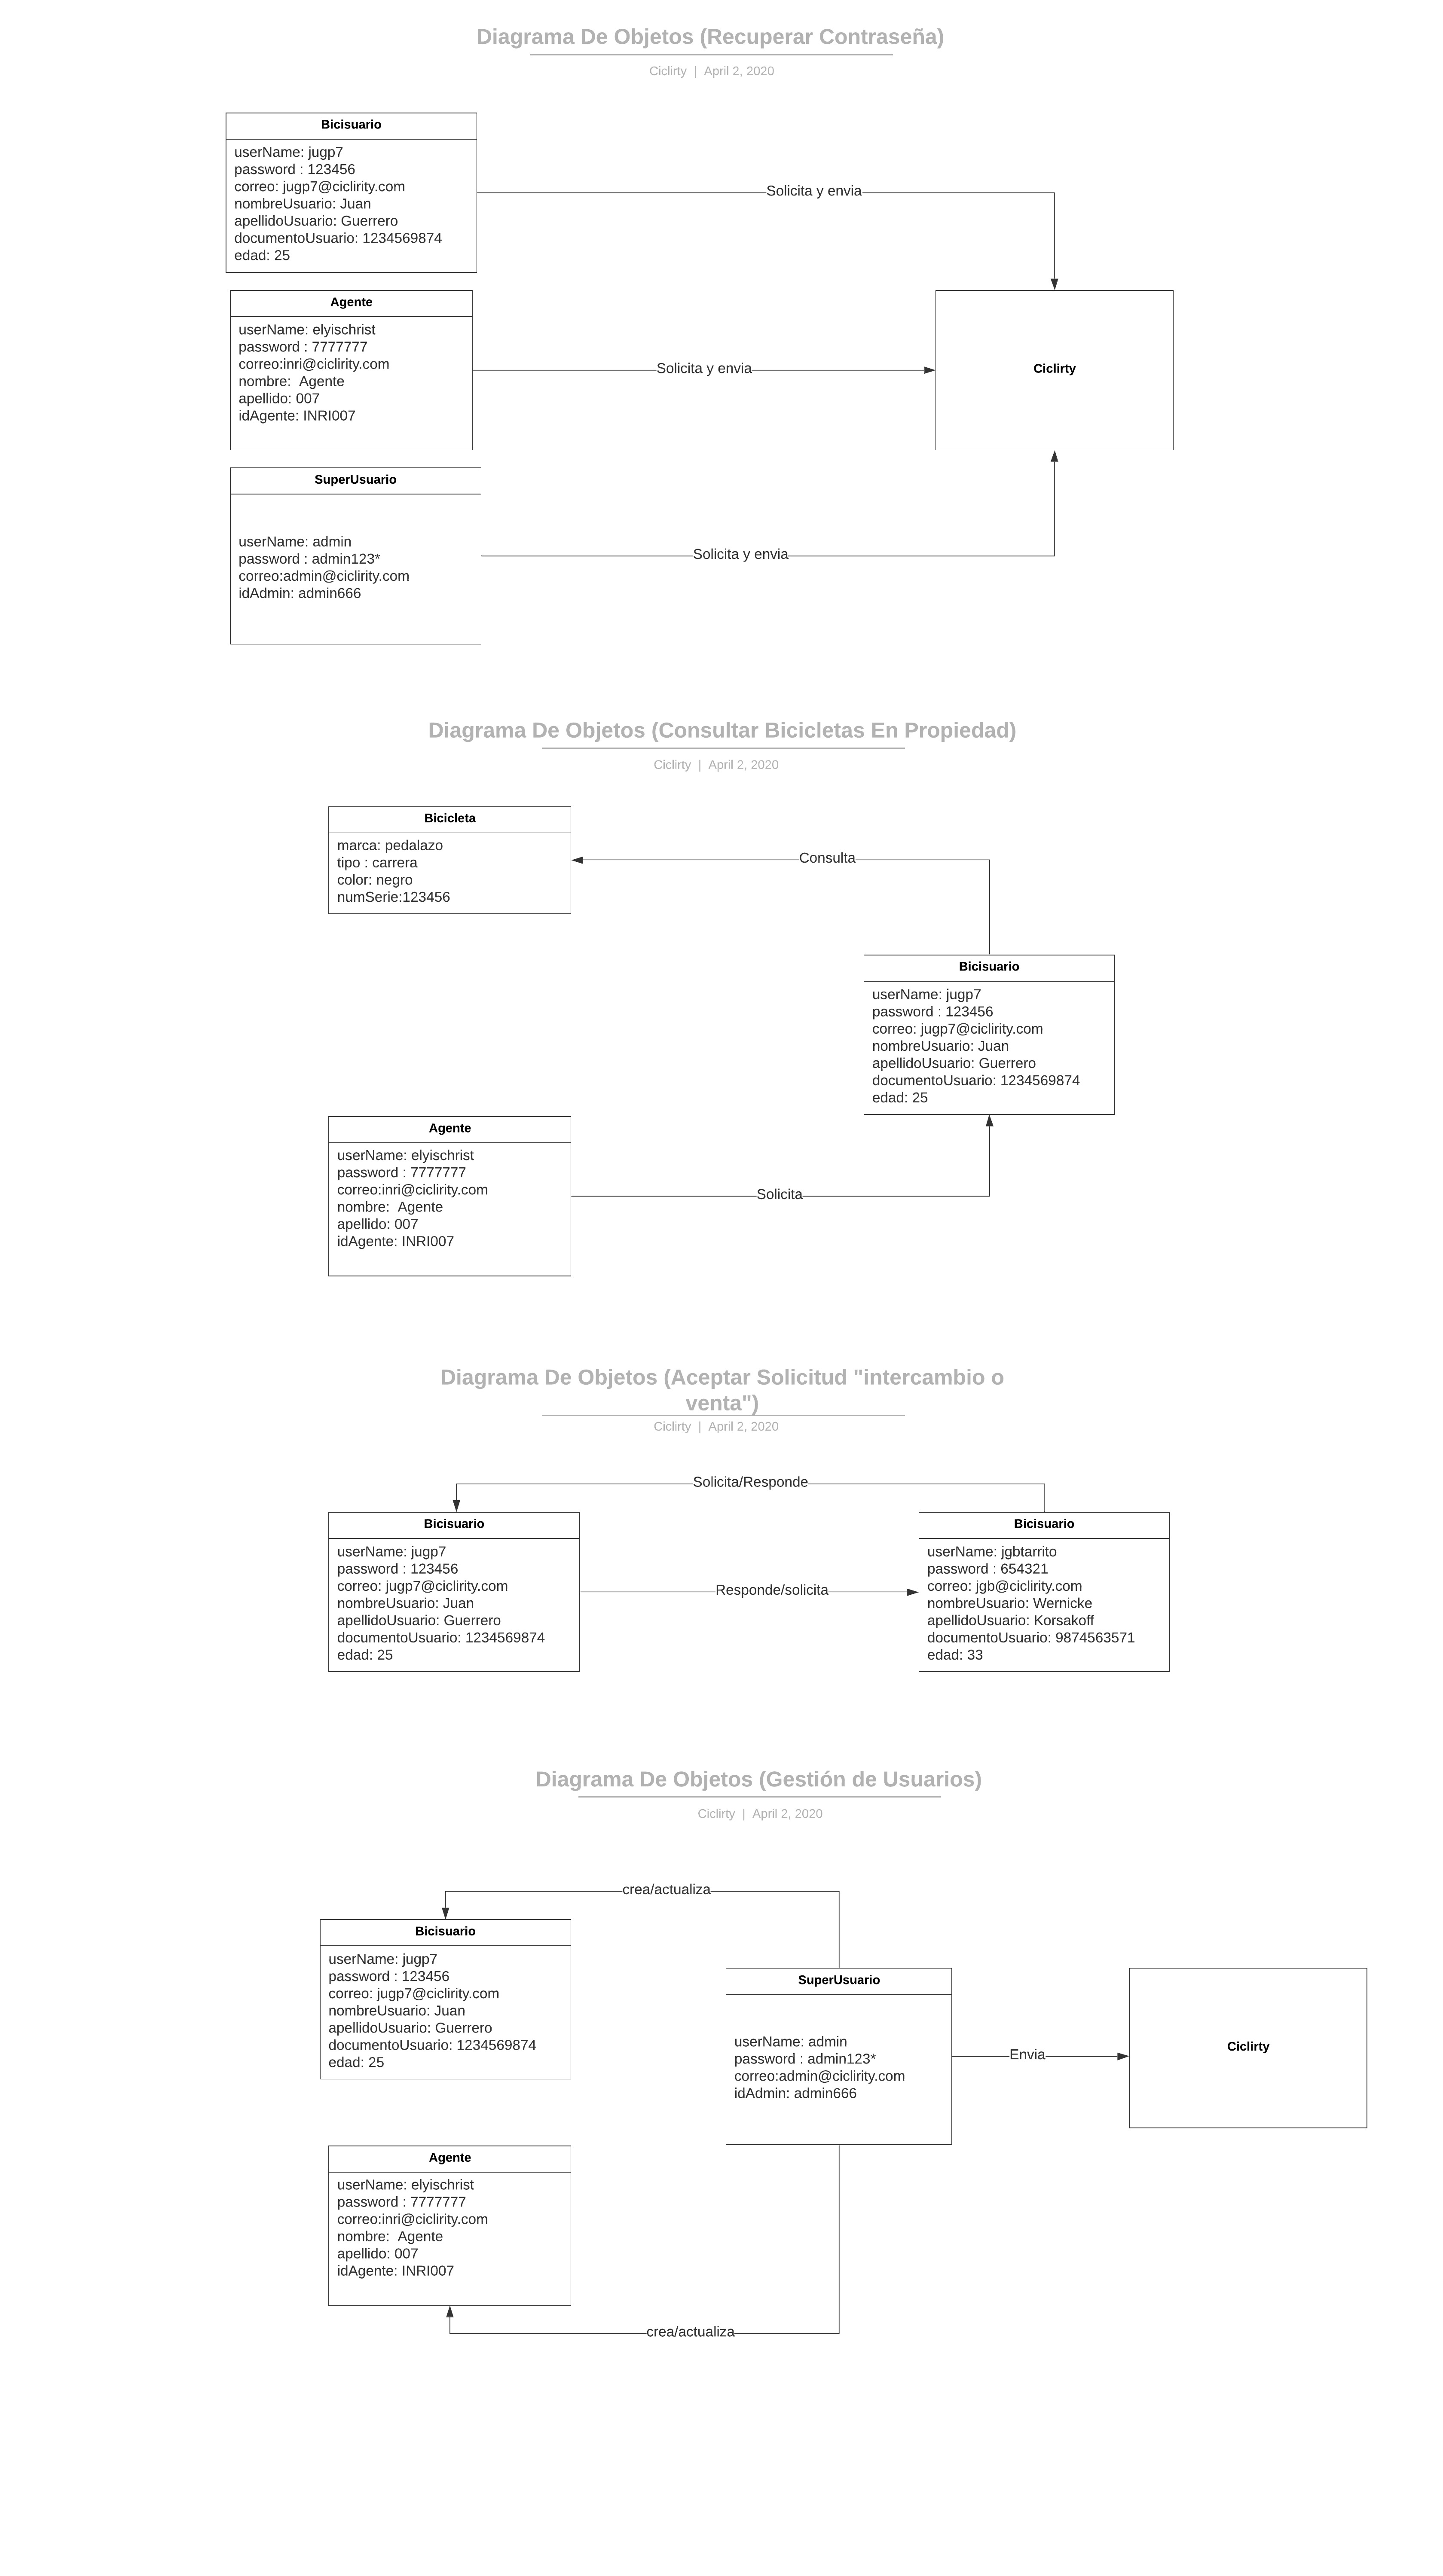 Diagrama De Objetos (Recuperar Contraseña)
Ciclirty | April 2, 2020
Bicisuario
userName: jugp7
password : 123456
correo: jugp7@ciclirity.com
nombreUsuario: Juan
apellidoUsuario: Guerrero
documentoUsuario: 1234569874
edad: 25
Solicita y envia
Agente
userName: elyischrist
password : 7777777
correo:inri@ciclirity.com
nombre: Agente
apellido: 007
idAgente: INRI007
Solicita y envia
Ciclirty
SuperUsuario
userName: admin
password : admin123*
correo:admin@ciclirity.com
idAdmin: admin666
Solicita y envia
Diagrama De Objetos (Consultar Bicicletas En Propiedad)
Ciclirty | April 2, 2020
Bicicleta
marca: pedalazo
tipo : carrera
color: negro
numSerie:123456
Consulta
Bicisuario
userName: jugp7
password : 123456
correo: jugp7@ciclirity.com
nombreUsuario: Juan
apellidoUsuario: Guerrero
documentoUsuario: 1234569874
edad: 25
Agente
userName: elyischrist
password : 7777777
correo:inri@ciclirity.com
nombre: Agente
apellido: 007
idAgente: INRI007
Solicita
Diagrama De Objetos (Aceptar Solicitud "intercambio o
venta")
Ciclirty | April 2, 2020
Solicita/Responde
Bicisuario
userName: jugp7
password : 123456
correo: jugp7@ciclirity.com
nombreUsuario: Juan
apellidoUsuario: Guerrero
documentoUsuario: 1234569874
edad: 25
Responde/solicita
Bicisuario
userName: jgbtarrito
password : 654321
correo: jgb@ciclirity.com
nombreUsuario: Wernicke
apellidoUsuario: Korsakoff
documentoUsuario: 9874563571
edad: 33
Diagrama De Objetos (Gestión de Usuarios)
Ciclirty | April 2, 2020
crea/actualiza
Bicisuario
userName: jugp7
password : 123456
correo: jugp7@ciclirity.com
nombreUsuario: Juan
apellidoUsuario: Guerrero
documentoUsuario: 1234569874
edad: 25
SuperUsuario
userName: admin
password : admin123*
correo:admin@ciclirity.com
idAdmin: admin666
Envia
Ciclirty
Agente
userName: elyischrist
password : 7777777
correo:inri@ciclirity.com
nombre: Agente
apellido: 007
idAgente: INRI007
crea/actualiza